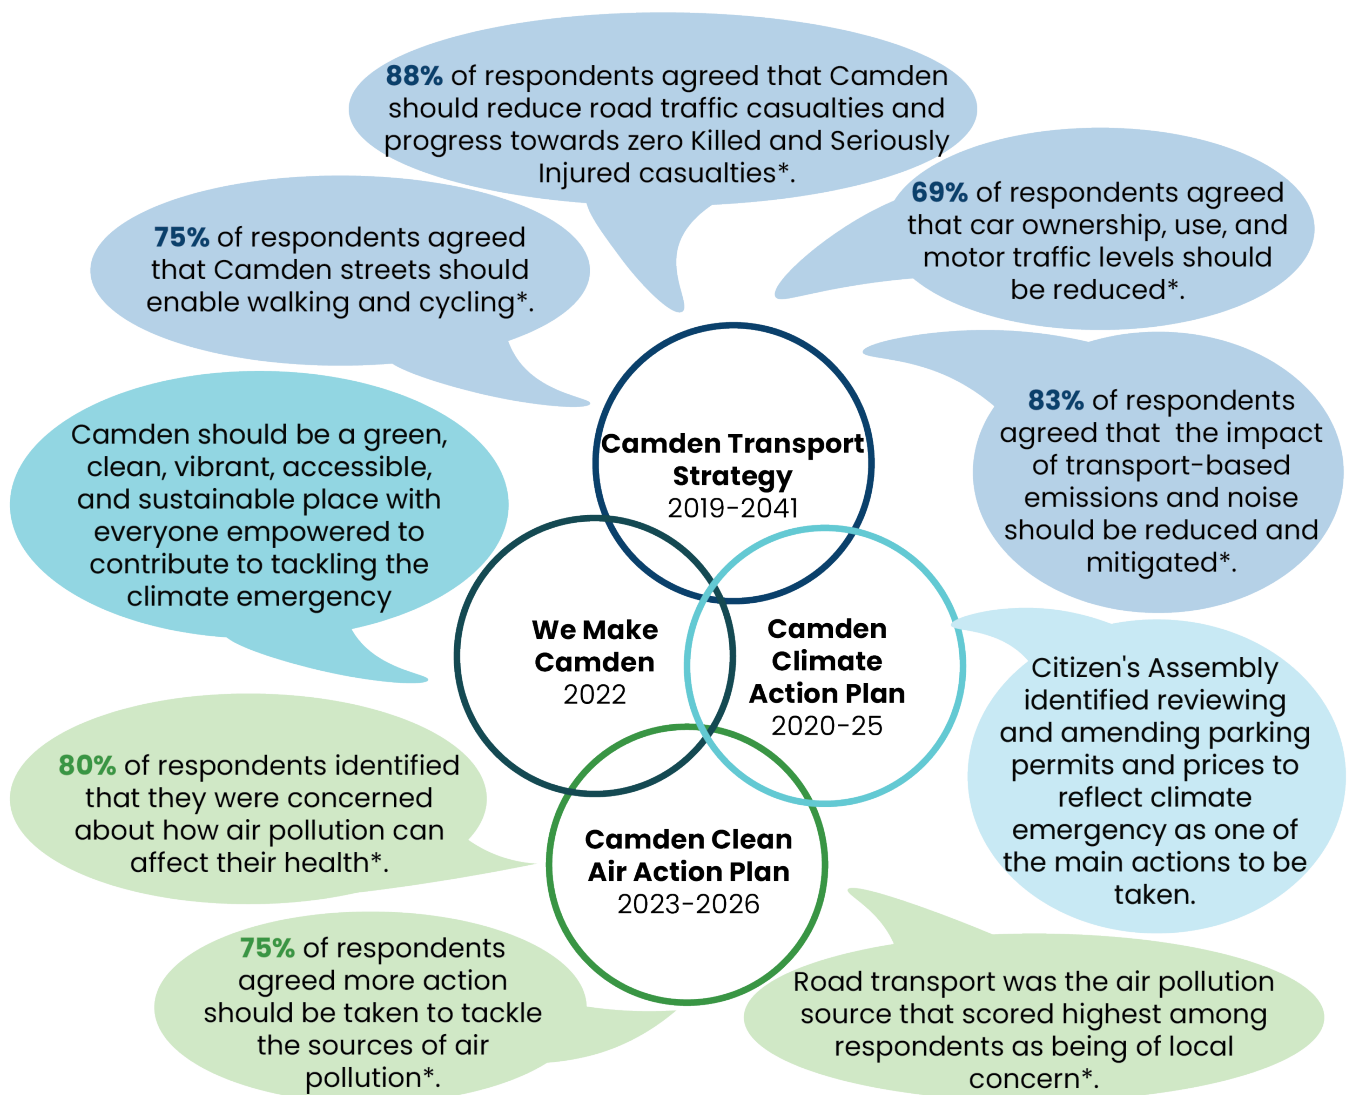 88% of respondents agreed that Camden
should reduce road traffic casualties and
progress towards zero Killed and Seriously
Injured casualties*.
69% of respondents agreed
that car ownership, use, and
motor traffic levels should
be reduced*.
75% of respondents agreed
that Camden streets should
enable walking and cycling*.
83% of respondents
agreed that  the impact
of transport-based
emissions and noise
should be reduced and
mitigated*.
Camden should be a green,
clean, vibrant, accessible,
and sustainable place with
everyone empowered to
contribute to tackling the
climate emergency
Camden Transport
Strategy
2019-2041
We Make
Camden
2022
Camden
Climate
Action Plan
2020-25
Citizen's Assembly
identified reviewing
and amending parking
permits and prices to
reflect climate
emergency as one of
the main actions to be
taken.
80% of respondents identified
that they were concerned
about how air pollution can
affect their health*.
Camden Clean
Air Action Plan
2023-2026
75% of respondents
agreed more action
should be taken to tackle
the sources of air
pollution*.
Road transport was the air pollution
source that scored highest among
respondents as being of local
concern*.